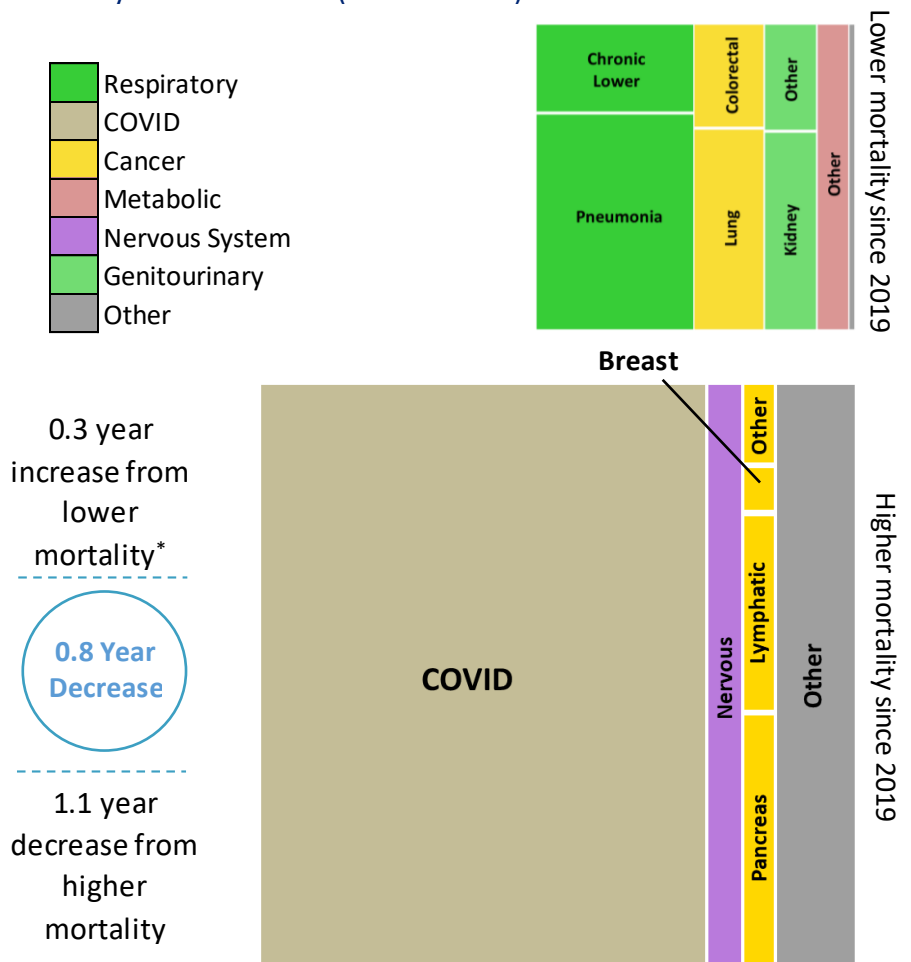 Respiratory
COVID
Cancer
Metabolic
Nervous System
Genitourinary
Other
Chronic
Lower
Pneumonia
Colorectal
Lung
Other
Kidney
Other
Lower mortality since 2019
0.3 year
increase from
lower
mortality*
0.8 Year
Decrease
1.1 year
decrease from
higher
mortality
Breast
COVID
Nervous
Other
Lymphatic
Pancreas
Other
Higher mortality since 2019